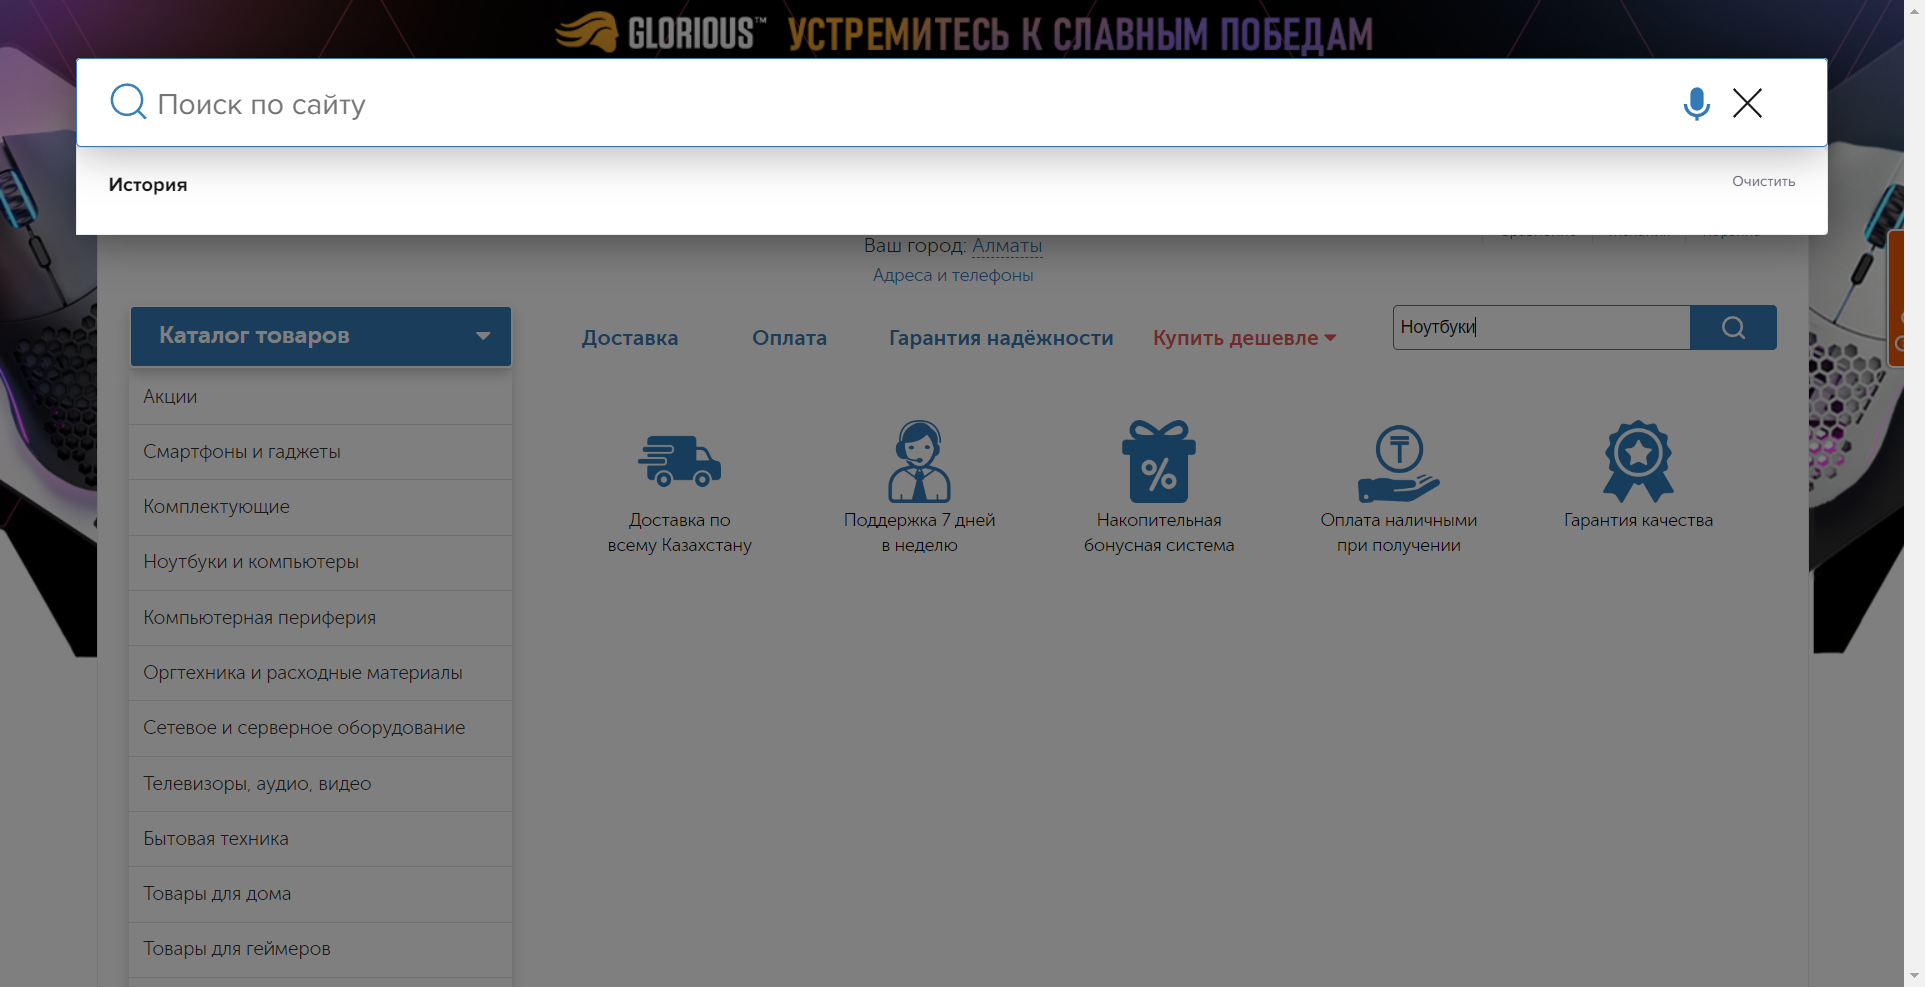 GLORIOUS™ УСТРЕМИТЕСЬ К СЛАВНЫМ ПОБЕДАМ
Поиск по сайту
История
Очистить
Ваш город: Алматы
Адреса и телефоны
Каталог товаров
Доставка
Оплата
Гарантия надёжности
Купить дешевле
Ноутбуки
Акции
Смартфоны и гаджеты
Комплектующие
Ноутбуки и компьютеры
Компьютерная периферия
Оргтехника и расходные материалы
Сетевое и серверное оборудование
Телевизоры, аудио, видео
Бытовая техника
Товары для дома
Товары для геймеров
Доставка по
всему Казахстану
Поддержка 7 дней
в неделю
%
Накопительная
бонусная система
₸
Оплата наличными
при получении
Гарантия качества